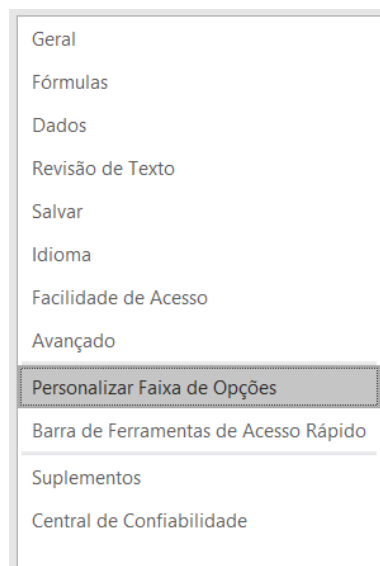 Geral
Fórmulas
Dados
Revisão de Texto
Salvar
Idioma
Facilidade de Acesso
Avançado
Personalizar Faixa de Opções
Barra de Ferramentas de Acesso Rápido
Suplementos
Central de Confiabilidade